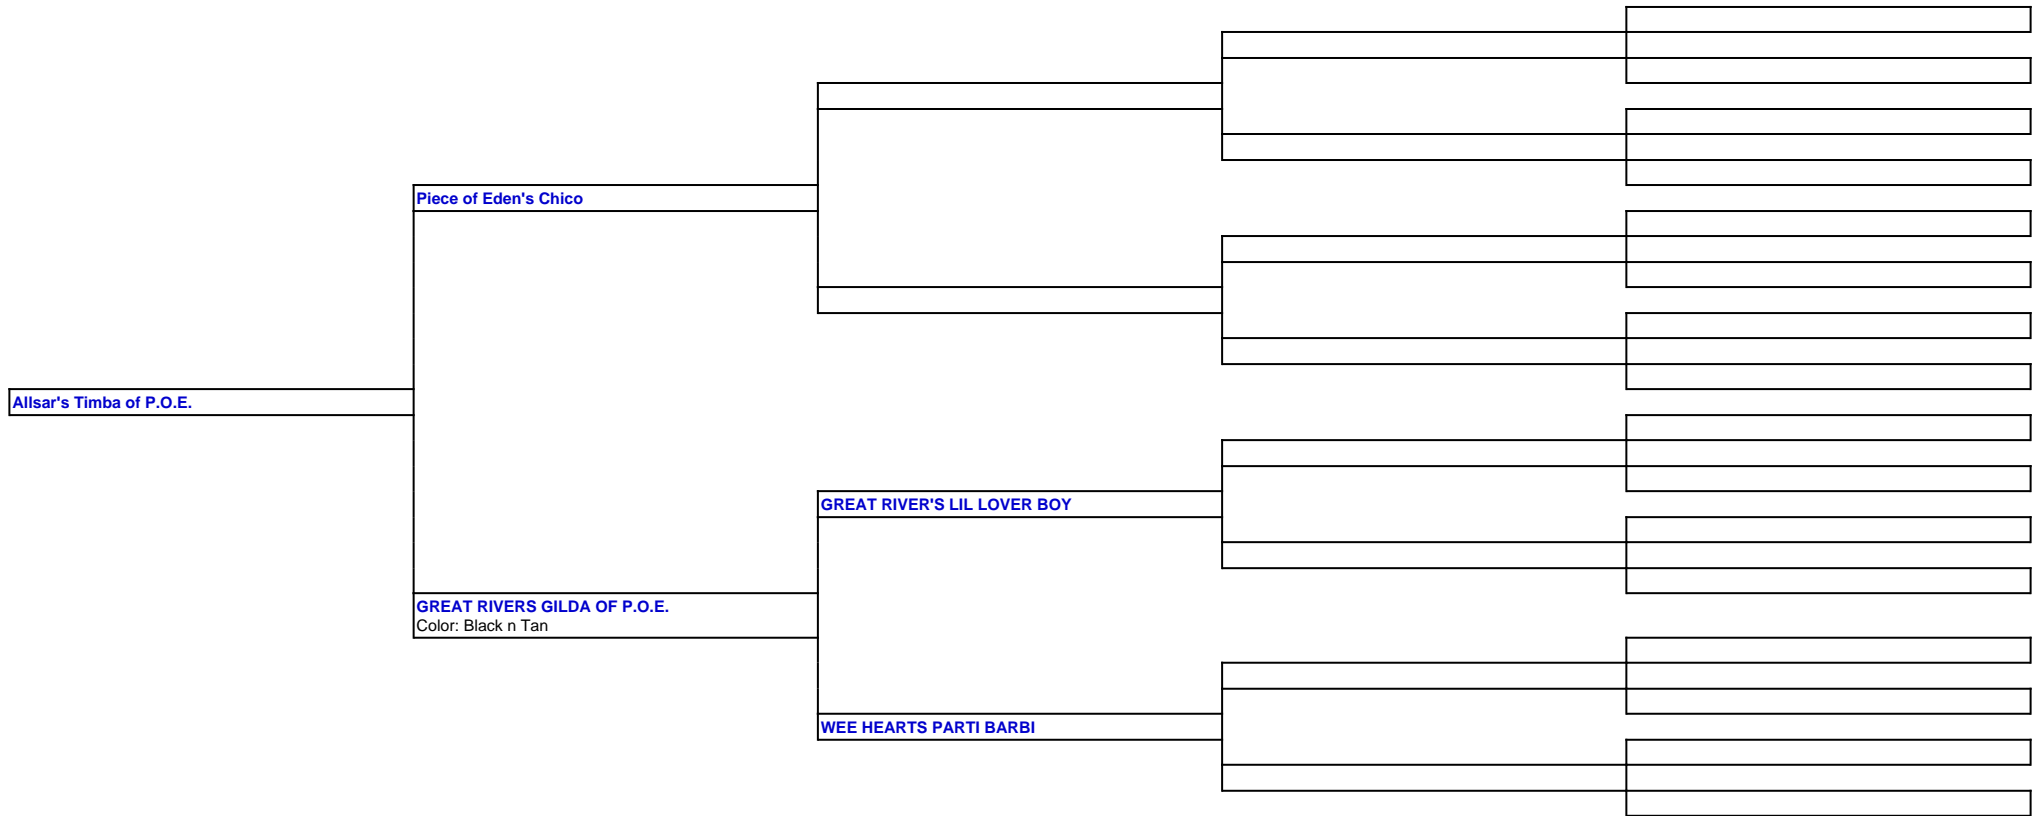 Piece of Eden's Chico
Allsar's Timba of P.O.E.
GREAT RIVER'S LIL LOVER BOY
GREAT RIVERS GILDA OF P.O.E.
Color: Black n Tan
WEE HEARTS PARTI BARBI